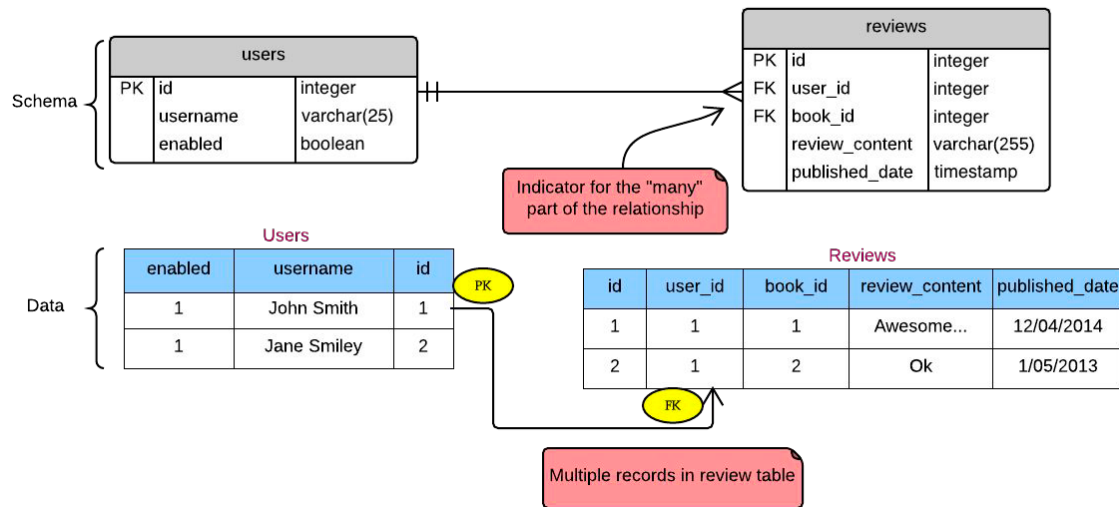 users
PK id integer
username varchar(25)
enabled boolean
Schema
reviews
PK id integer
FK user_id integer
FK book_id integer
review_content varchar(255)
published_date timestamp
Indicator for the "many"
part of the relationship
Users
enabled username id
1 John Smith 1
1 Jane Smiley 2
PK
Data
Reviews
id user_id book_id review_content published_date
1 1 1 Awesome... 12/04/2014
2 1 2 Ok 1/05/2013
FK
Multiple records in review table